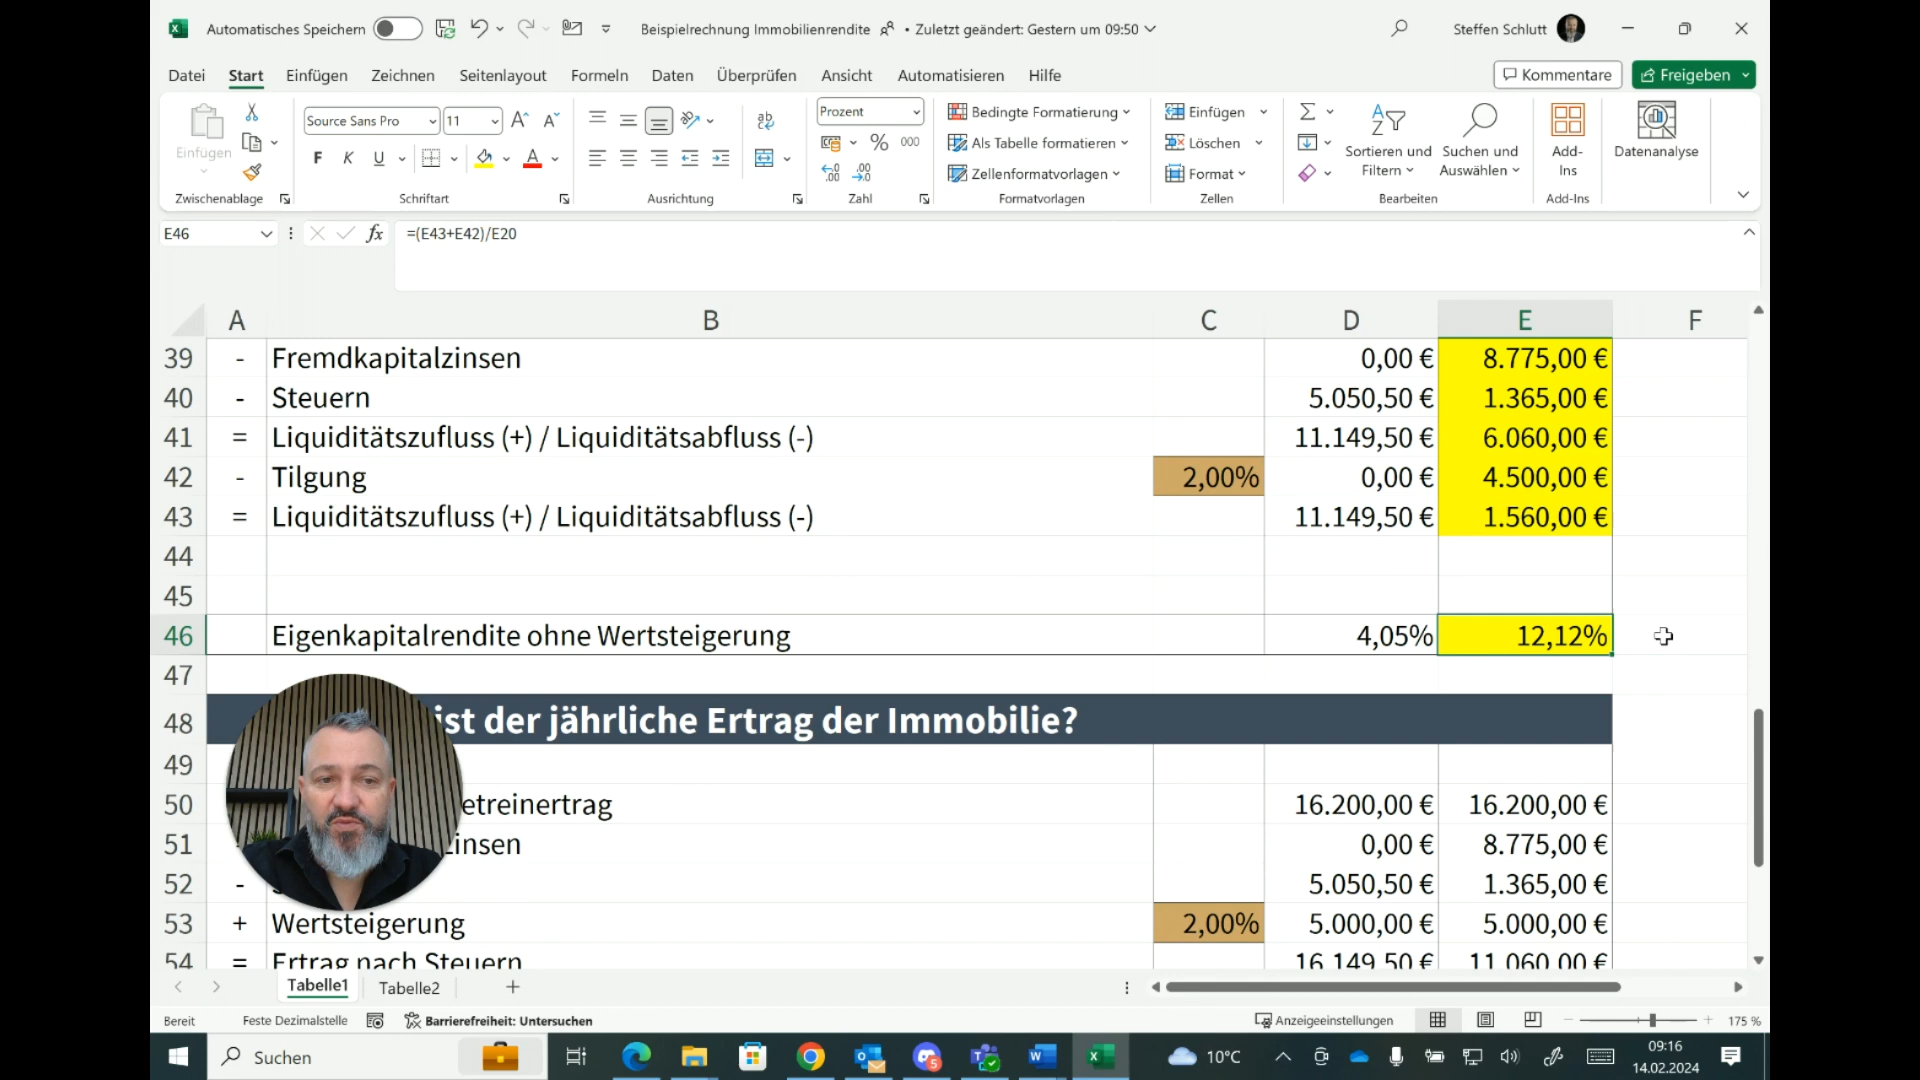 Automatisches Speichern
Beispielrechnung Immobilienrendite • Zuletzt geändert: Gestern um 09:50
Steffen Schlutt
Datei Start Einfügen Zeichnen Seitenlayout Formeln Daten Überprüfen Ansicht Automatisieren Hilfe
Kommentare Freigeben
Einfügen
Zwischenablage
Source Sans Pro 11
F K U
Schriftart
Ausrichtung
Prozent
% 000
Zahl
Bedingte Formatierung
Als Tabelle formatieren
Zellenformatvorlagen
Formatvorlagen
Einfügen
Löschen
Format
Zellen
Sortieren und Filtern
Suchen und Auswählen
Bearbeiten
Add-Ins
Add-Ins
Datenanalyse
E46 fx =(E43+E42)/E20
A B C D E F
39 - Fremdkapitalzinsen 0,00 € 8.775,00 €
40 - Steuern 5.050,50 € 1.365,00 €
41 = Liquiditätszufluss (+) / Liquiditätsabfluss (-) 11.149,50 € 6.060,00 €
42 - Tilgung 2,00% 0,00 € 4.500,00 €
43 = Liquiditätszufluss (+) / Liquiditätsabfluss (-) 11.149,50 € 1.560,00 €
44
45
46 Eigenkapitalrendite ohne Wertsteigerung 4,05% 12,12%
47
48 ist der jährliche Ertrag der Immobilie?
49
50 etreinertrag 16.200,00 € 16.200,00 €
51 zinsen 0,00 € 8.775,00 €
52 - 5.050,50 € 1.365,00 €
53 + Wertsteigerung 2,00% 5.000,00 € 5.000,00 €
54 = Ertrag nach Steuern 16.149,50 € 11.060,00 €
Tabelle1 Tabelle2 +
Bereit Feste Dezimalstelle Barrierefreiheit: Untersuchen
Anzeigeeinstellungen 175 %
Suchen
10°C
09:16
14.02.2024